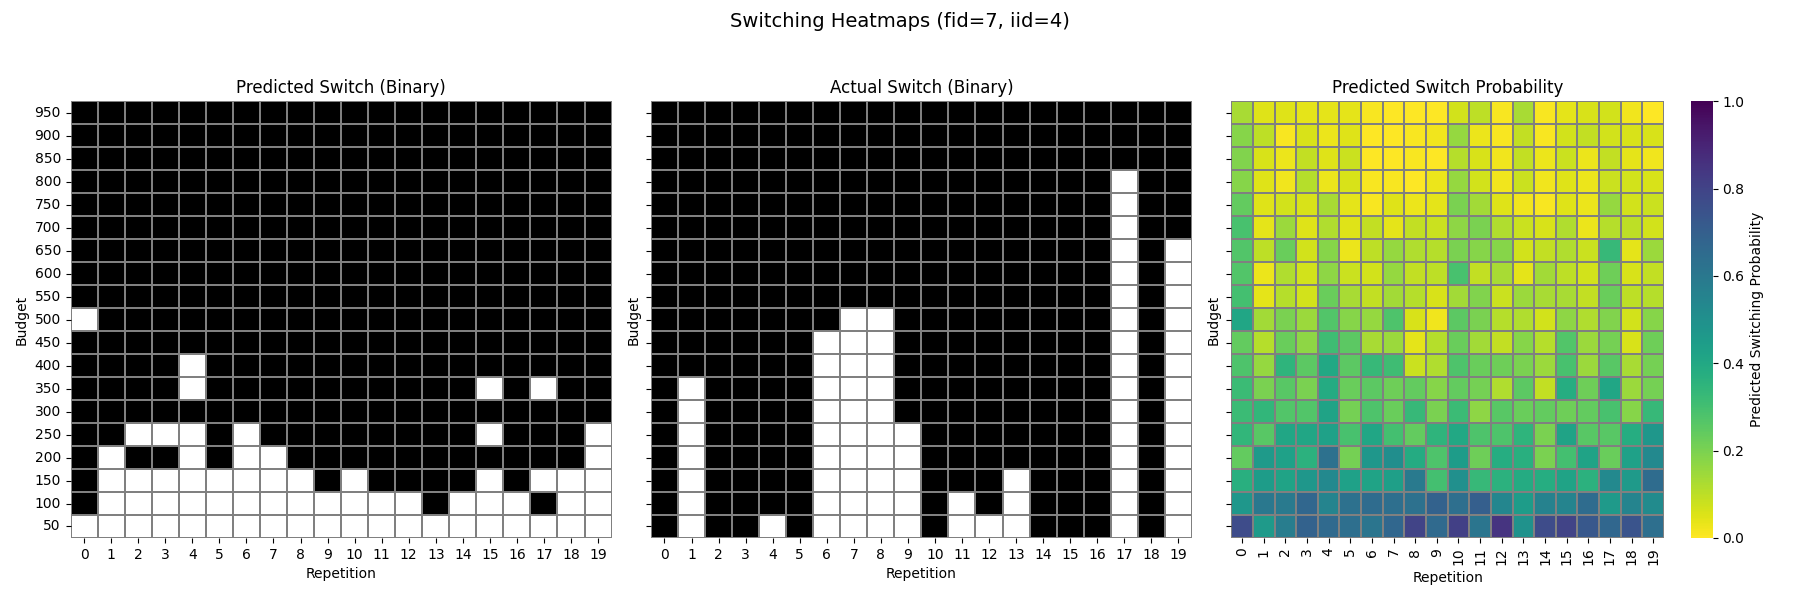 Switching Heatmaps (fid=7, iid=4)
Predicted Switch (Binary)
Actual Switch (Binary)
Predicted Switch Probability
950
900
850
800
750
700
650
600
550
500
450
400
350
300
250
200
150
100
50
Budget
0 1 2 3 4 5 6 7 8 9 10 11 12 13 14 15 16 17 18 19
Repetition
Budget
0 1 2 3 4 5 6 7 8 9 10 11 12 13 14 15 16 17 18 19
Repetition
Budget
0 1 2 3 4 5 6 7 8 9 10 11 12 13 14 15 16 17 18 19
Repetition
1.0
0.8
0.6
0.4
0.2
0.0
Predicted Switching Probability